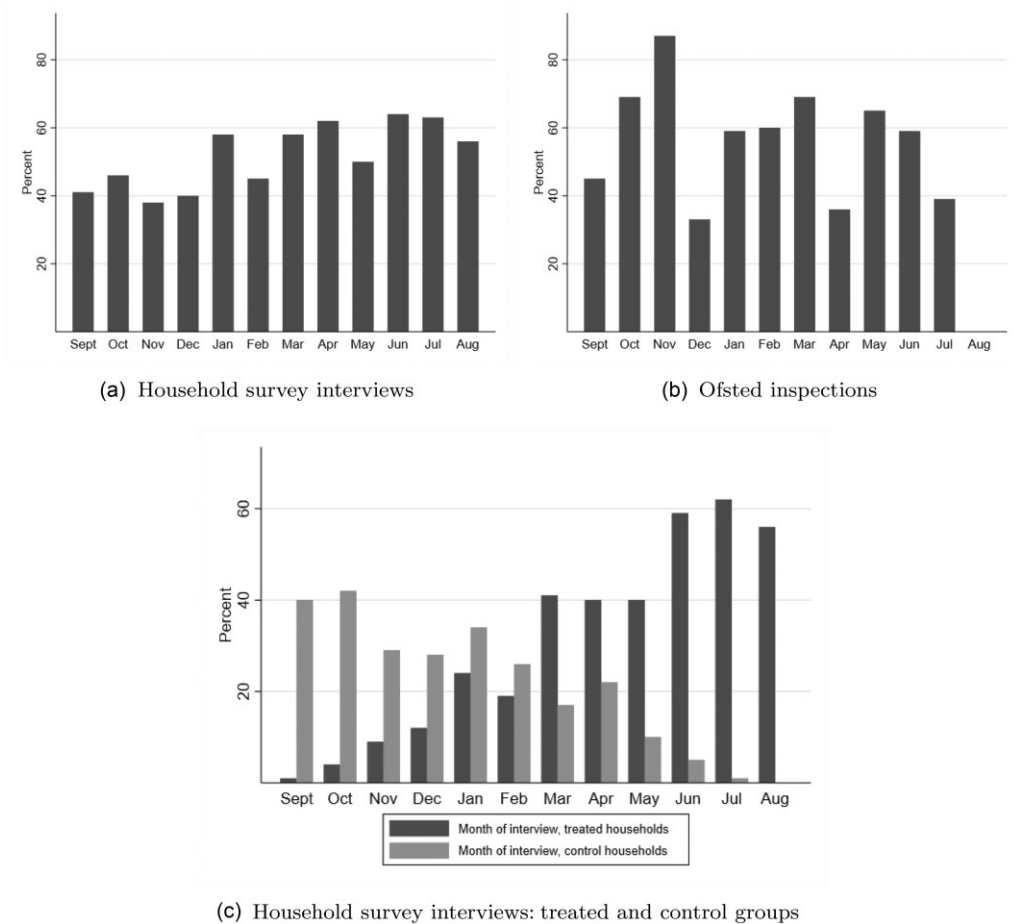 Percent
80
60
40
20
Sept Oct Nov Dec Jan Feb Mar Apr May Jun Jul Aug
(a) Household survey interviews
Percent
80
60
40
20
Sept Oct Nov Dec Jan Feb Mar Apr May Jun Jul Aug
(b) Ofsted inspections
Percent
60
40
20
Sept Oct Nov Dec Jan Feb Mar Apr May Jun Jul Aug
Month of interview, treated households
Month of interview, control households
(c) Household survey interviews: treated and control groups